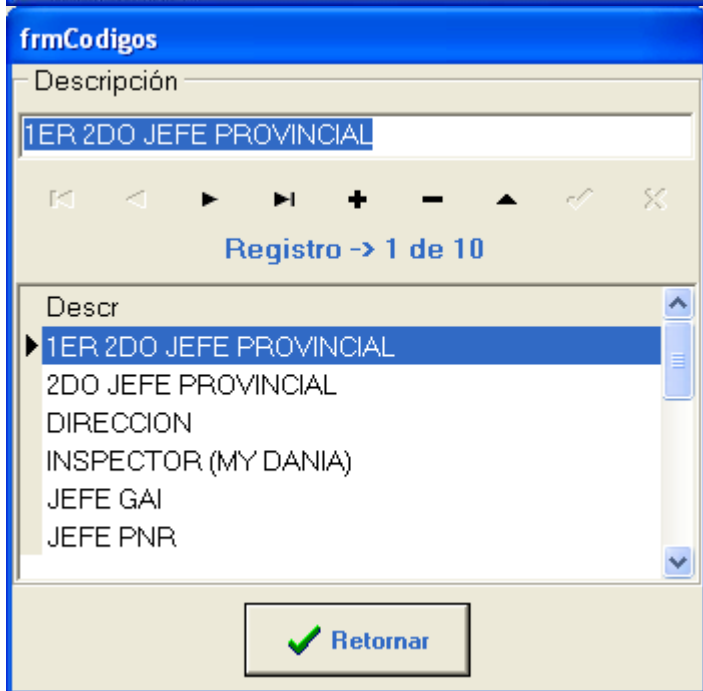 frmCodigos
Descripción
1ER 2DO JEFE PROVINCIAL
Registro -> 1 de 10
Descr
1ER 2DO JEFE PROVINCIAL
2DO JEFE PROVINCIAL
DIRECCION
INSPECTOR (MY DANIA)
JEFE GAI
JEFE PNR
Retornar